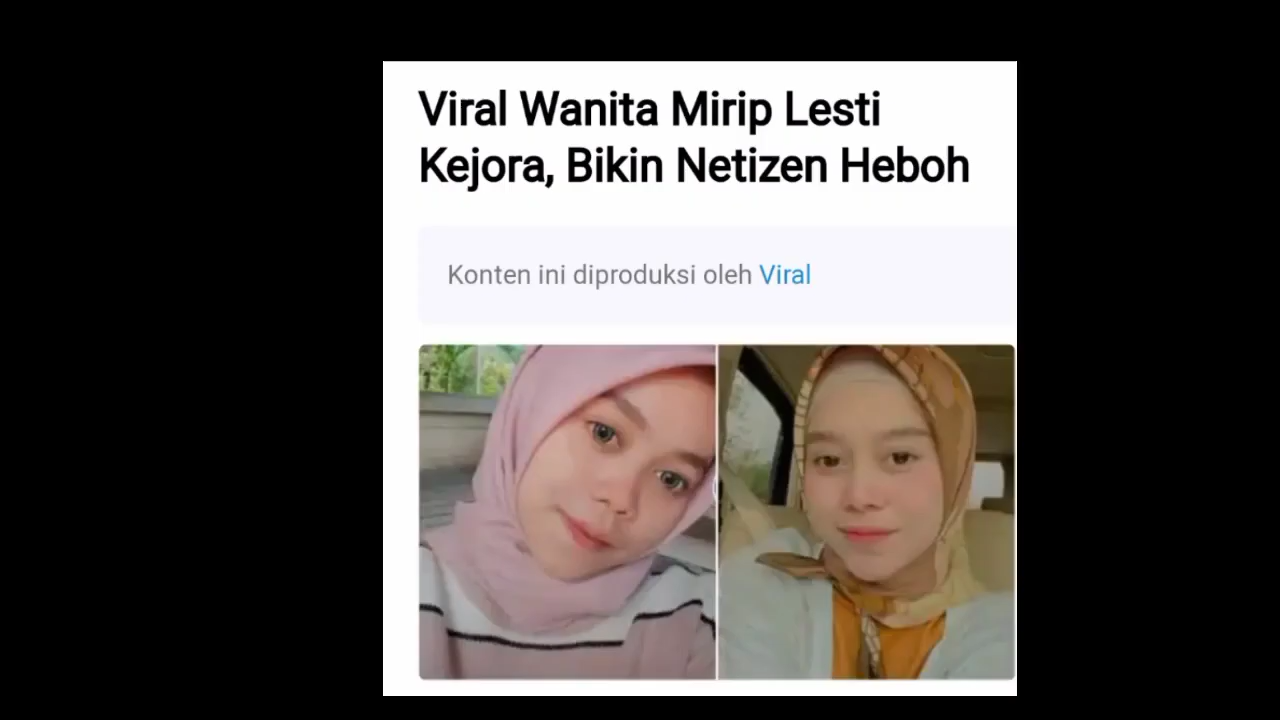 Viral Wanita Mirip Lesti
Kejora, Bikin Netizen Heboh
Konten ini diproduksi oleh Viral